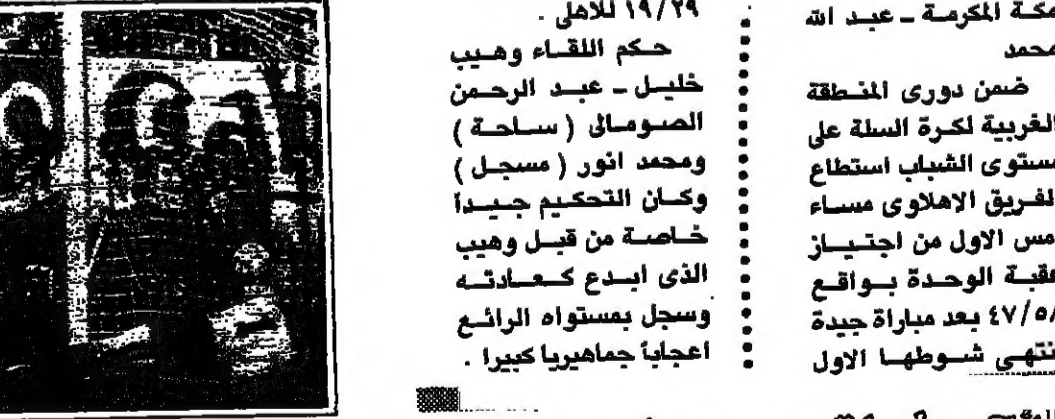 مكة المكرمة ـ عبد الله
محمد
ضمن دورى المنطقة
الغربية لكرة السلة على
مستوى الشباب استطاع
الفريق الاهلاوى مساء
امس الاول من اجتياز
عقبة الوحدة بواقع
٤٧/٥٨ بعد مباراة جيدة
انتهى شوطها الاول
١٩/٢٩ للاهلى .
حكم اللقاء وهيب
خليل ـ عبد الرحمن
الصومالى ( ساحة )
ومحمد انور ( مسجل )
وكان التحكيم جيداً
خاصة من قبل وهيب
الذى ابدع كعادته
وسجل بمستواه الرائع
اعجاباً جماهيريا كبيرا .